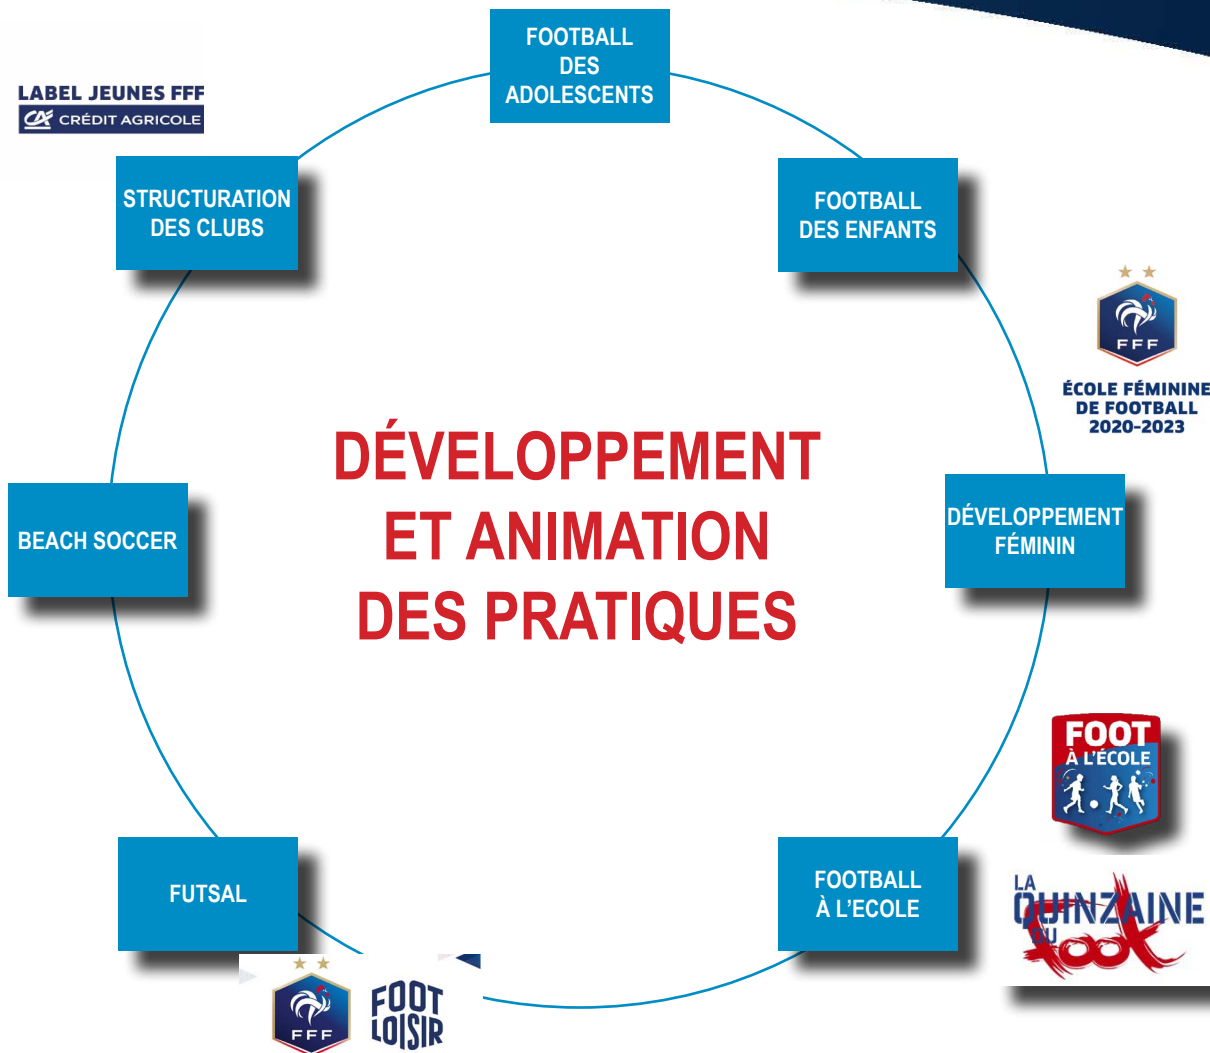 FOOTBALL
DES
ADOLESCENTS
LABEL JEUNES FFF
CA CRÉDIT AGRICOLE
STRUCTURATION
DES CLUBS
FOOTBALL
DES ENFANTS
FFF
ÉCOLE FÉMININE
DE FOOTBALL
2020-2023
DÉVELOPPEMENT
ET ANIMATION
DES PRATIQUES
BEACH SOCCER
DÉVELOPPEMENT
FÉMININ
FOOT
À L'ÉCOLE
FUTSAL
FOOTBALL
À L'ECOLE
LA
QUINZAINE
DU
FOOT
FFF
FOOT
LOISIR